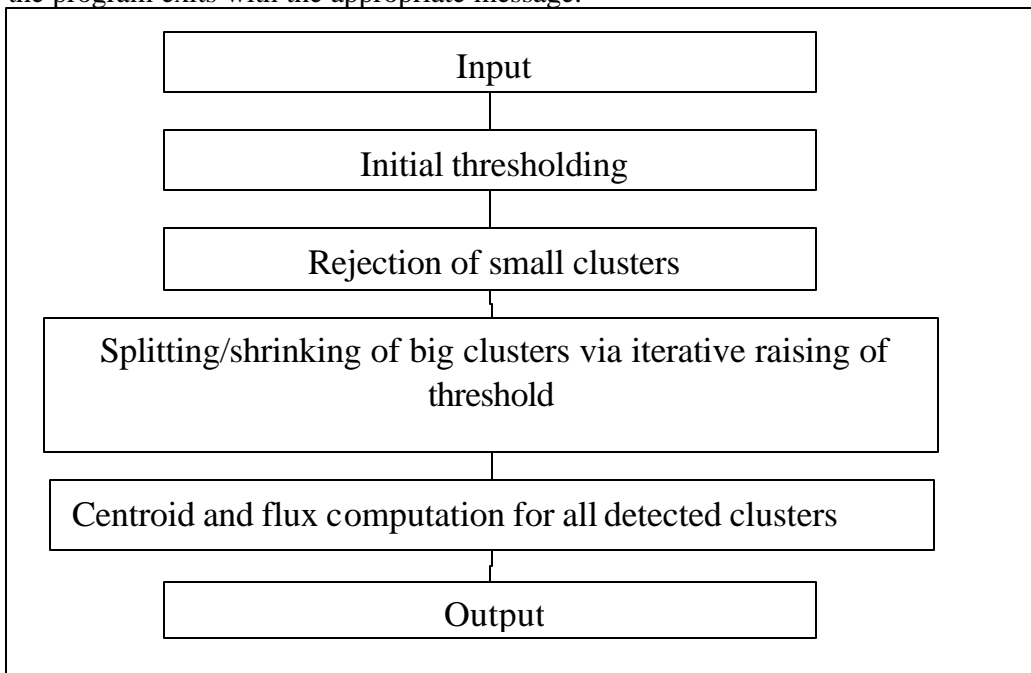 the program exits with the appropriate message.
Input
Initial thresholding
Rejection of small clusters
Splitting/shrinking of big clusters via iterative raising of
threshold
Centroid and flux computation for all detected clusters
Output